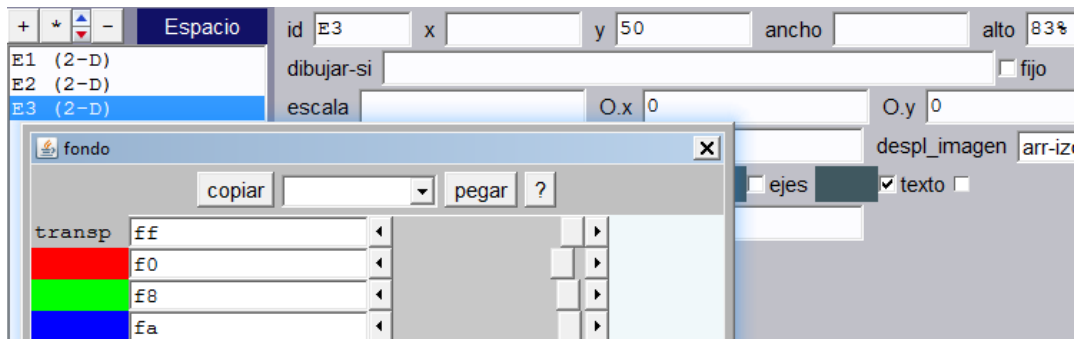 + * - Espacio id E3 x y 50 ancho alto 83%
E1 (2-D)
dibujar-si fijo
E2 (2-D)
E3 (2-D) escala O.x 0 O.y 0
fondo despl_imagen arr-iz
copiar pegar ? ejes texto
transp ff
f0
f8
fa